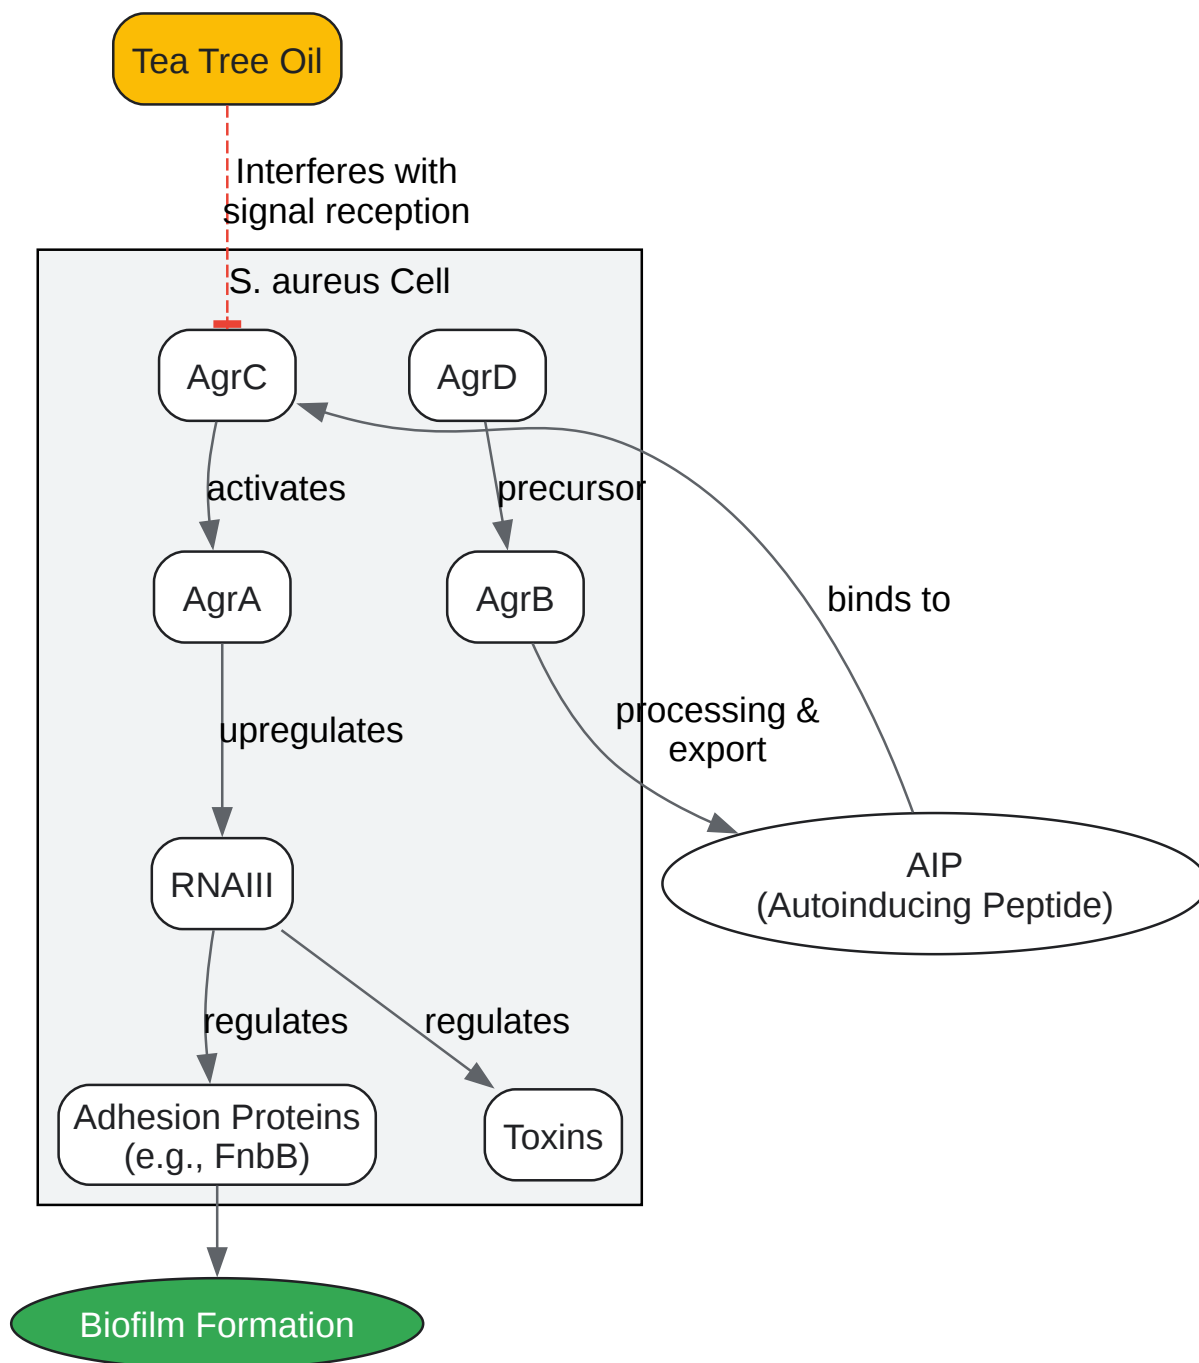 Tea Tree Oil
Interferes with
signal reception
S. aureus Cell
AgrC
AgrD
activates
precursor
AgrA
AgrB
binds to
processing &
export
upregulates
RNAIII
AIP
(Autoinducing Peptide)
regulates
regulates
Adhesion Proteins
(e.g., FnbB)
Toxins
Biofilm Formation